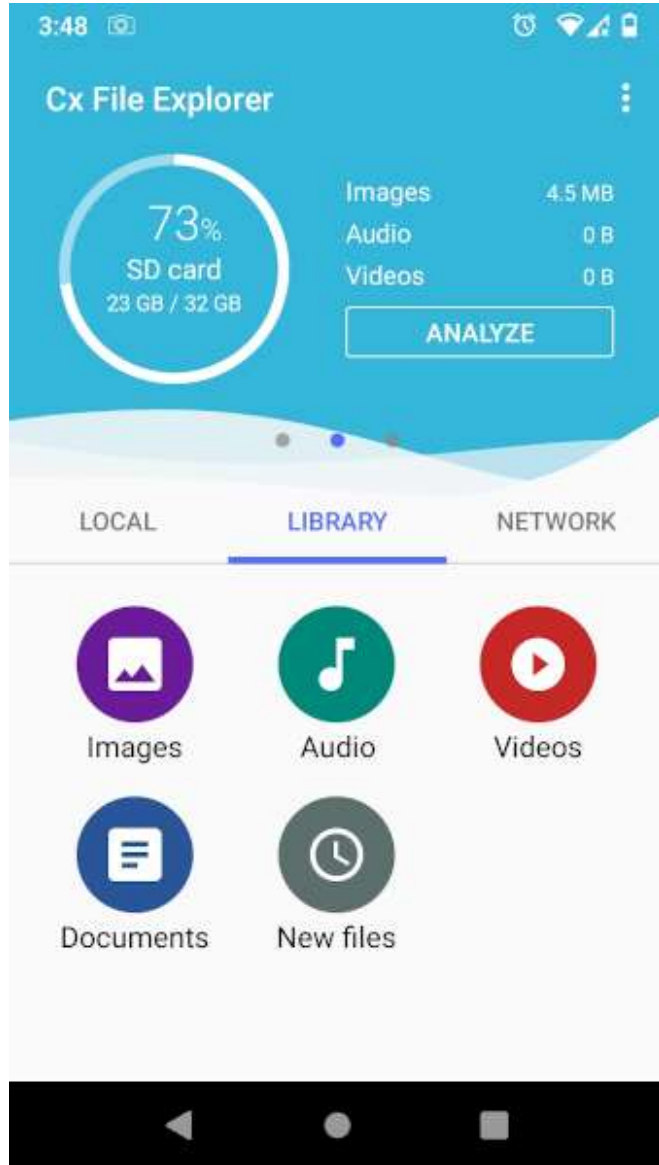 3:48
Cx File Explorer
73%
SD card
23 GB / 32 GB
Images 4.5 MB
Audio 0 B
Videos 0 B
ANALYZE
LOCAL LIBRARY NETWORK
Images Audio Videos
Documents New files